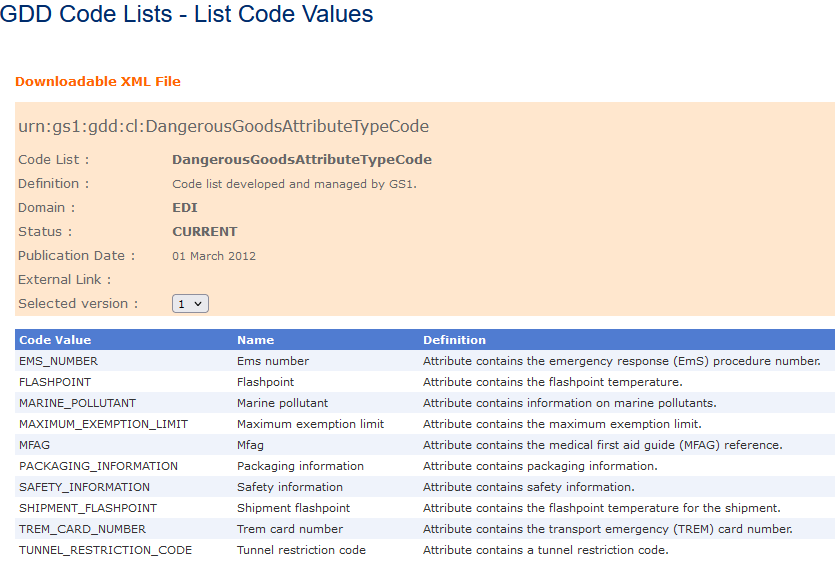 GDD Code Lists - List Code Values
Downloadable XML File
urn:gs1:gdd:cl:DangerousGoodsAttributeTypeCode
Code List : DangerousGoodsAttributeTypeCode
Definition : Code list developed and managed by GS1.
Domain : EDI
Status : CURRENT
Publication Date : 01 March 2012
External Link :
Selected version : 1
Code Value Name Definition
EMS_NUMBER Ems number Attribute contains the emergency response (EmS) procedure number.
FLASHPOINT Flashpoint Attribute contains the flashpoint temperature.
MARINE_POLLUTANT Marine pollutant Attribute contains information on marine pollutants.
MAXIMUM_EXEMPTION_LIMIT Maximum exemption limit Attribute contains the maximum exemption limit.
MFAG Mfag Attribute contains the medical first aid guide (MFAG) reference.
PACKAGING_INFORMATION Packaging information Attribute contains packaging information.
SAFETY_INFORMATION Safety information Attribute contains safety information.
SHIPMENT_FLASHPOINT Shipment flashpoint Attribute contains the flashpoint temperature for the shipment.
TREM_CARD_NUMBER Trem card number Attribute contains the transport emergency (TREM) card number.
TUNNEL_RESTRICTION_CODE Tunnel restriction code Attribute contains a tunnel restriction code.